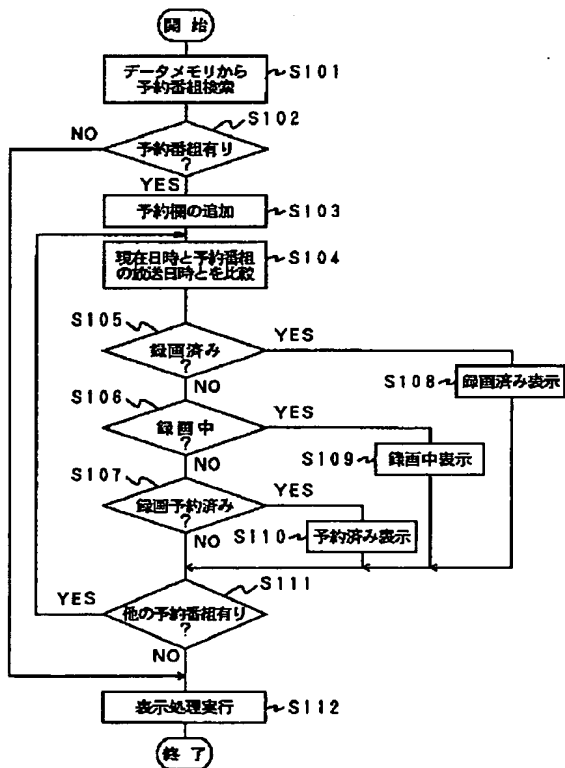 開 始
データメモリから
予約番組検索
S101
S102
NO
予約番組有り
?
YES
予約欄の追加
S103
現在日時と予約番組
の放送日時とを比較
S104
S105
YES
録画済み
?
NO
S108
録画済み表示
S106
YES
録画中
?
NO
S109
録画中表示
S107
YES
録画予約済み
?
NO
S110
予約済み表示
S111
YES
他の予約番組有り
?
NO
表示処理実行
S112
終 了